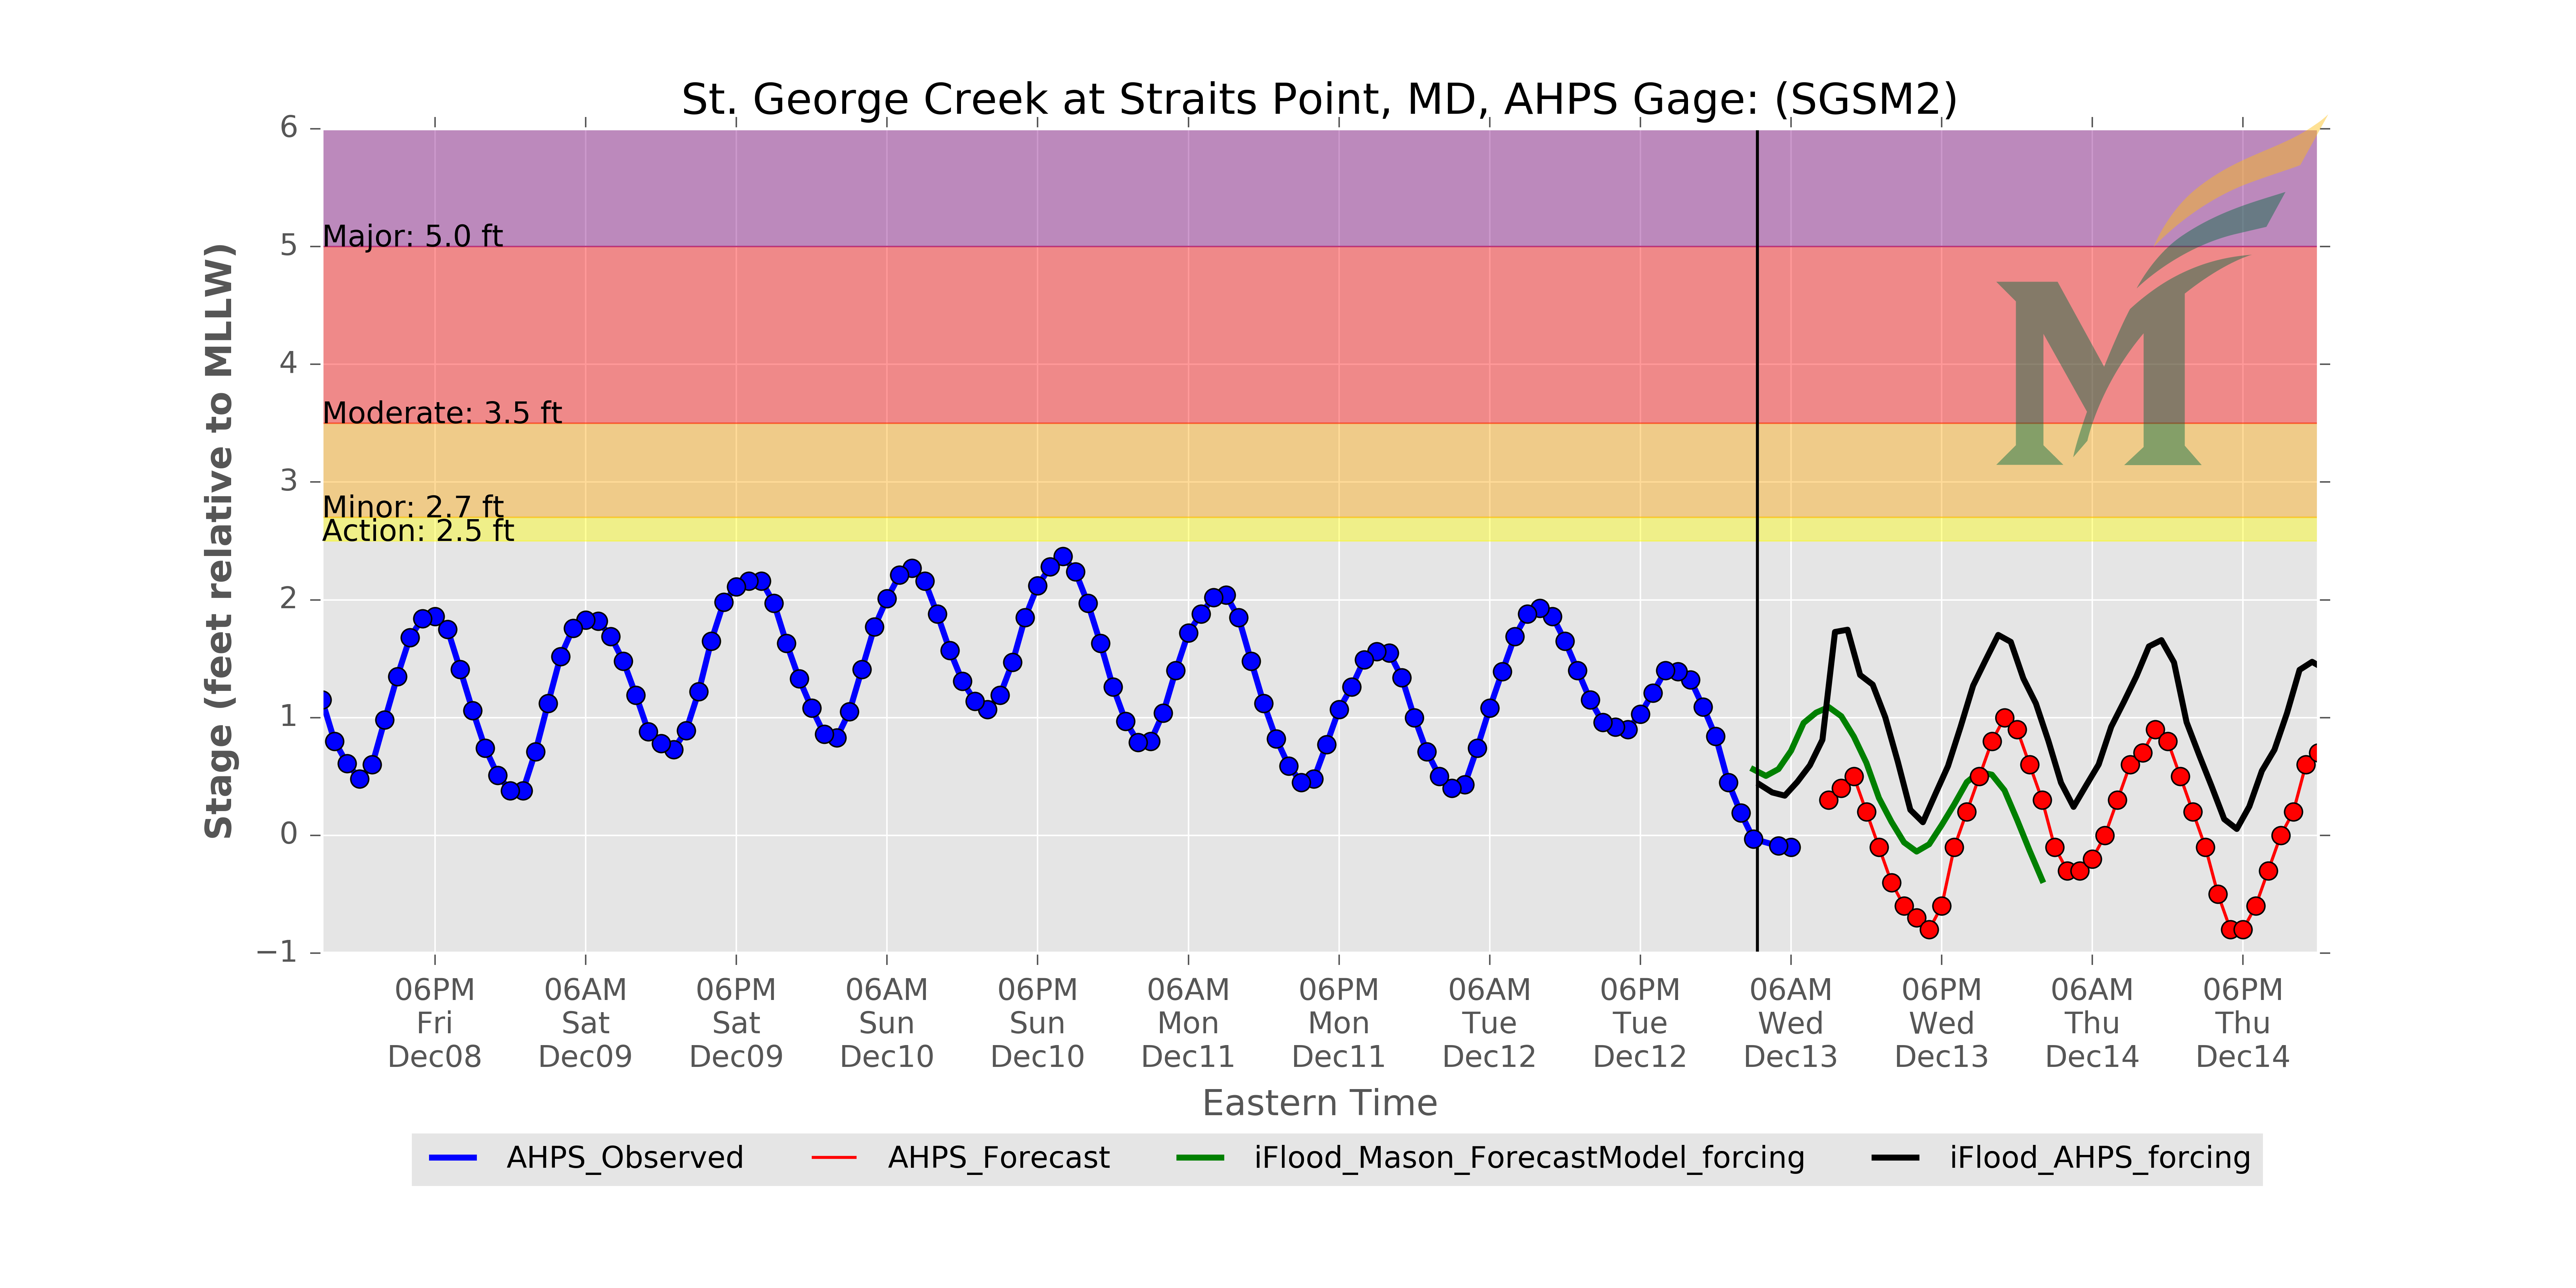 St. George Creek at Straits Point, MD, AHPS Gage: (SGSM2)
Stage (feet relative to MLLW)
6
5
4
3
2
1
0
−1
Major: 5.0 ft
Moderate: 3.5 ft
Minor: 2.7 ft
Action: 2.5 ft
M
06PM 06AM 06PM 06AM 06PM 06AM 06PM 06AM 06PM 06AM 06PM 06AM 06PM
Fri Sat Sat Sun Sun Mon Mon Tue Tue Wed Wed Thu Thu
Dec08 Dec09 Dec09 Dec10 Dec10 Dec11 Dec11 Dec12 Dec12 Dec13 Dec13 Dec14 Dec14
Eastern Time
AHPS_Observed AHPS_Forecast iFlood_Mason_ForecastModel_forcing iFlood_AHPS_forcing